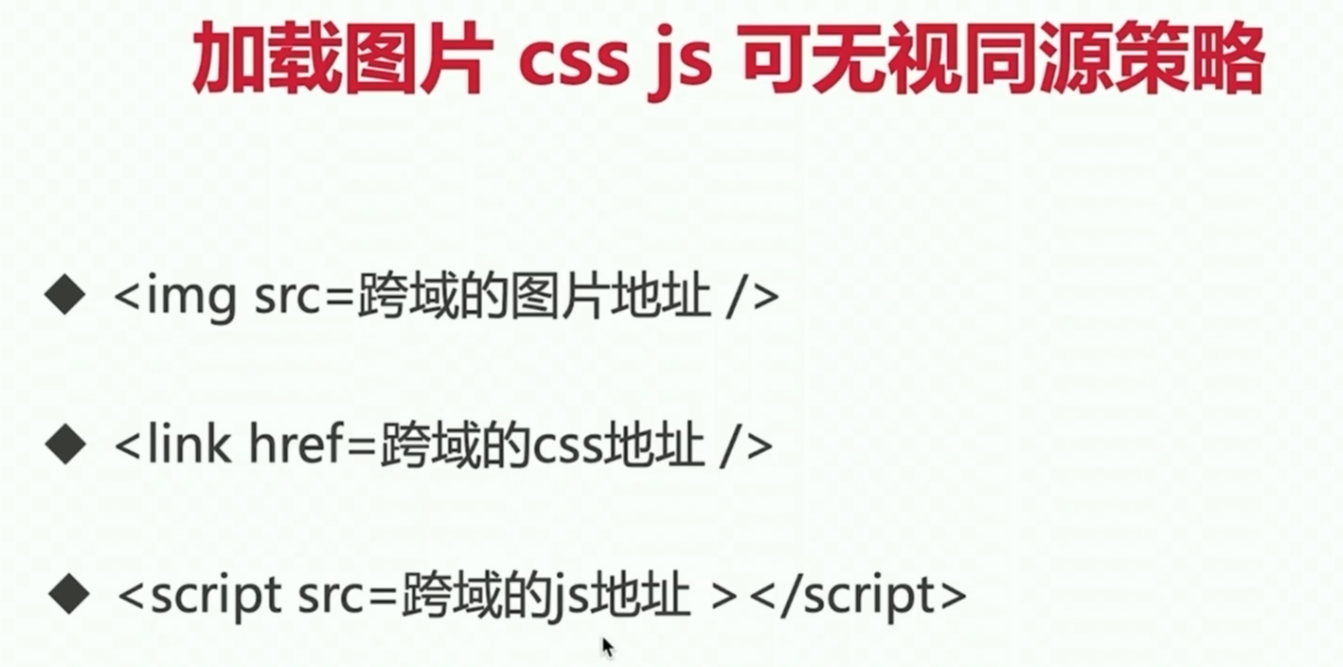 加载图片 css js 可无视同源策略
◆ <img src=跨域的图片地址 />
◆ <link href=跨域的css地址 />
◆ <script src=跨域的js地址 ></script>